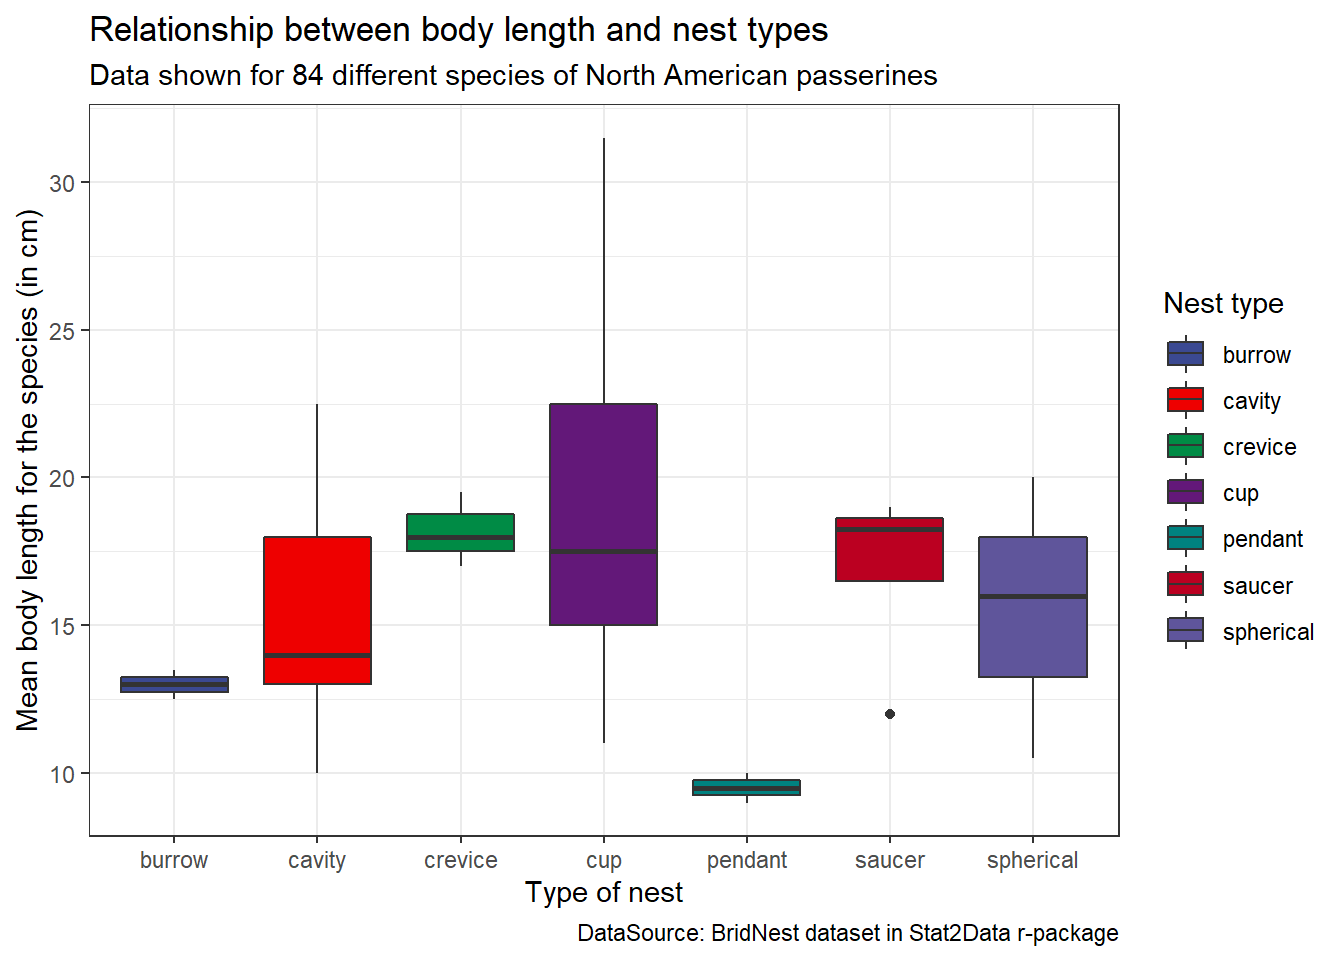 Relationship between body length and nest types
Data shown for 84 different species of North American passerines
Mean body length for the species (in cm)
30
25
20
15
10
burrow cavity crevice cup pendant saucer spherical
Type of nest
Nest type
burrow
cavity
crevice
cup
pendant
saucer
spherical
DataSource: BridNest dataset in Stat2Data r-package